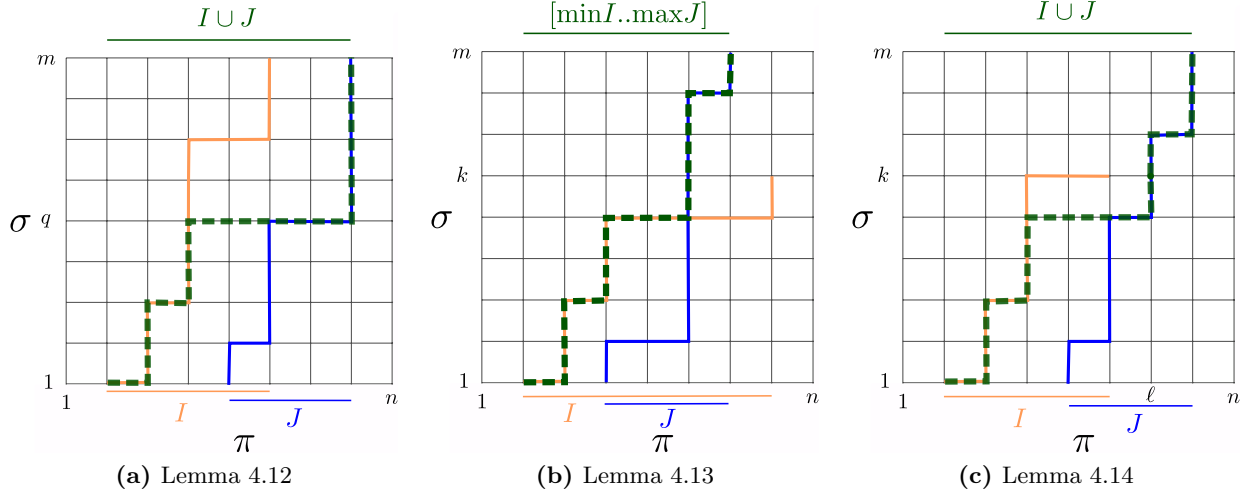 I ∪ J
m
σ q
1
1 n
I J
π
(a) Lemma 4.12
[minI..maxJ]
m
k
σ
1
1 n
I J
π
(b) Lemma 4.13
I ∪ J
m
k
σ
1
1 ℓ n
I J
π
(c) Lemma 4.14